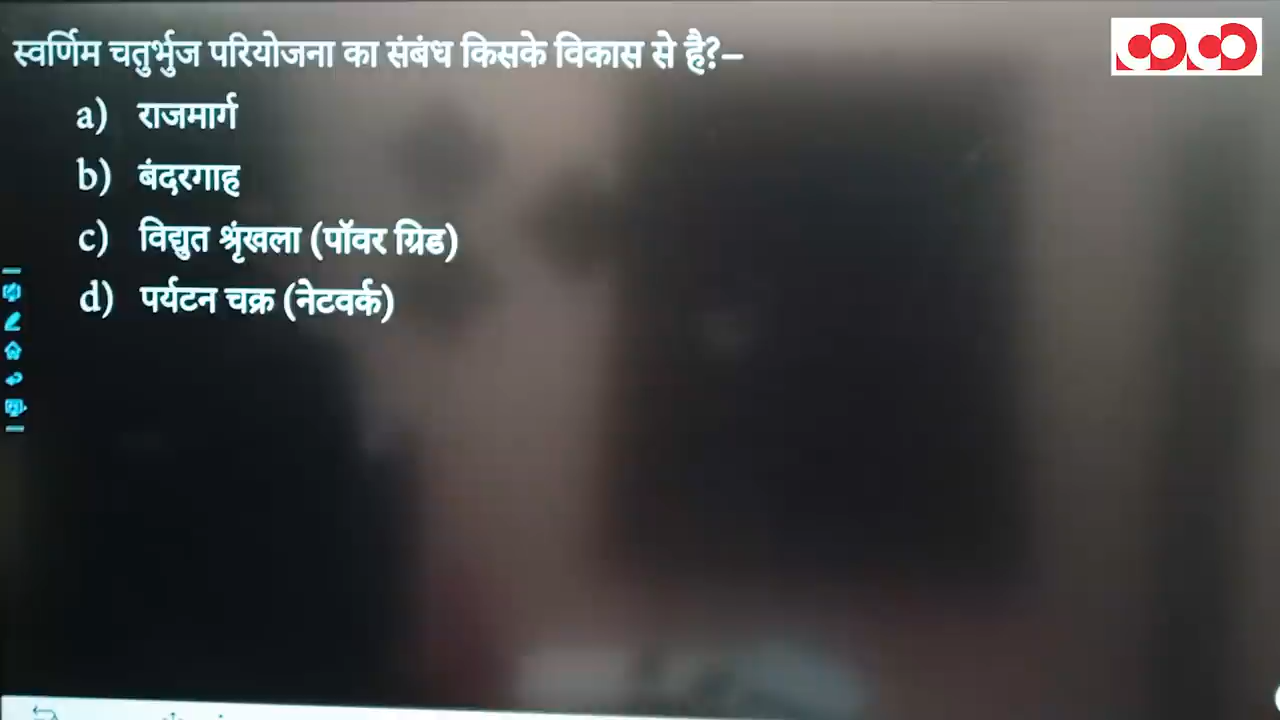 स्वर्णिम चतुर्भुज परियोजना का संबंध किसके विकास से है?–
a) राजमार्ग
b) बंदरगाह
c) विद्युत श्रृंखला (पॉवर ग्रिड)
d) पर्यटन चक्र (नेटवर्क)